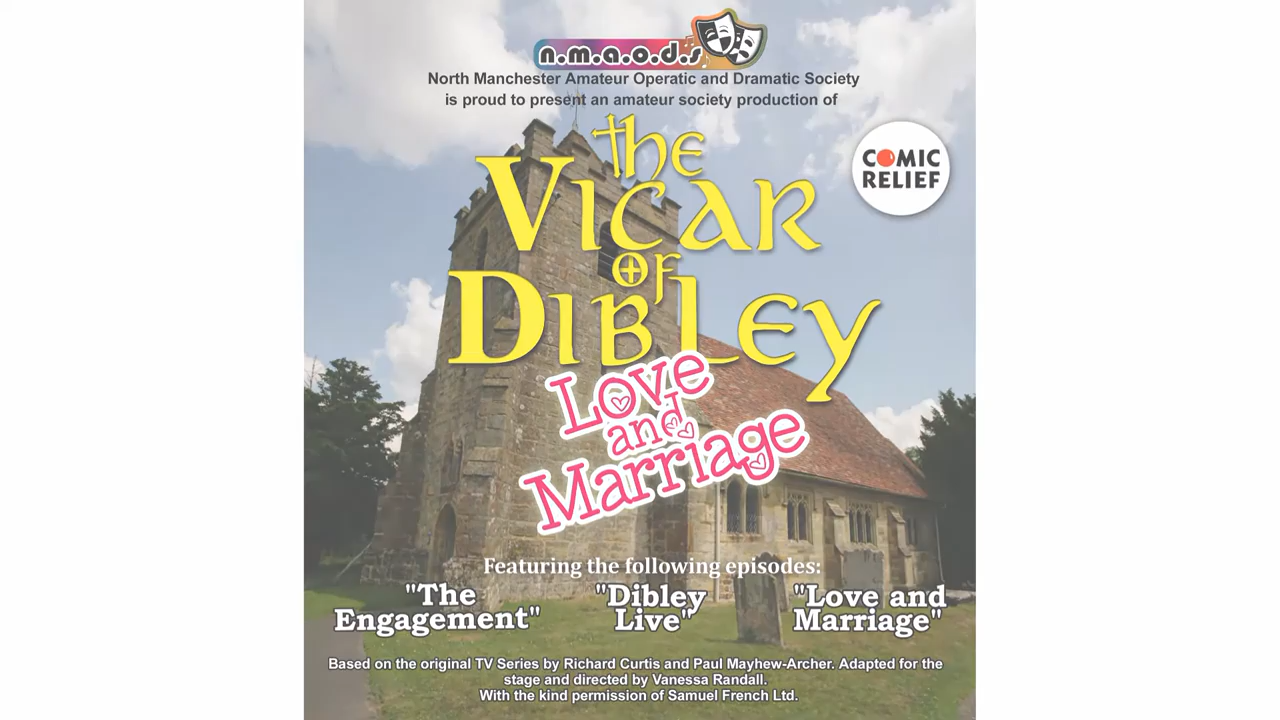 n.m.a.o.d.s
North Manchester Amateur Operatic and Dramatic Society
is proud to present an amateur society production of
the
Vicar
of
Dibley
COMIC
RELIEF
Love
and
Marriage
Featuring the following episodes:
"The
Engagement"
"Dibley
Live"
"Love and
Marriage"
Based on the original TV Series by Richard Curtis and Paul Mayhew-Archer. Adapted for the
stage and directed by Vanessa Randall.
With the kind permission of Samuel French Ltd.